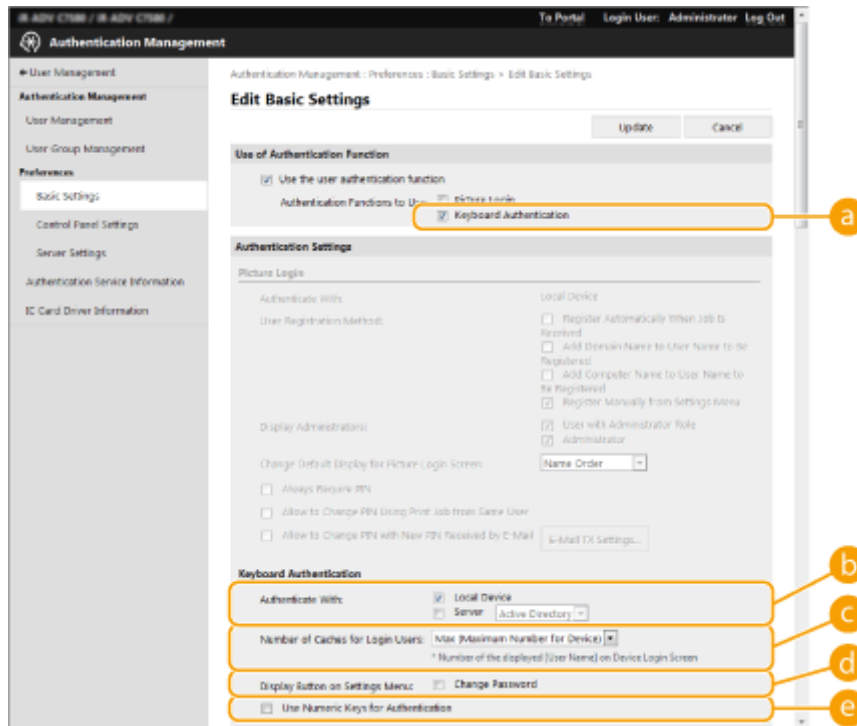 To Portal Login User: Administrator Log Out
Authentication Management
User Management
Authentication Management
User Management
User Group Management
Preferences
Basic Settings
Control Panel Settings
Server Settings
Authentication Service Information
IC Card Driver Information
Authentication Management : Preferences : Basic Settings > Edit Basic Settings
Edit Basic Settings
Update Cancel
Use of Authentication Function
Use the user authentication function
Authentication Functions to Use: Picture Login
Keyboard Authentication
a
Authentication Settings
Picture Login
Authenticate With: Local Device
User Registration Method: Register Automatically When Job Is
Received
Add Domain Name to User Name to Be
Registered
Add Computer Name to User Name to
Be Registered
Register Manually from Settings Menu
Display Administrators: User with Administrator Role
Administrator
Change Default Display for Picture Login Screen: Name Order
Always Require PIN
Allow to Change PIN Using Print Job from Same User
Allow to Change PIN with New PIN Received by E-Mail E-Mail TX Settings...
Keyboard Authentication
b
Authenticate With: Local Device
Server Active Directory
c
Number of Caches for Login Users: Max (Maximum Number for Device)
* Number of the displayed [User Name] on Device Login Screen
d
Display Button on Settings Menu: Change Password
Use Numeric Keys for Authentication
e